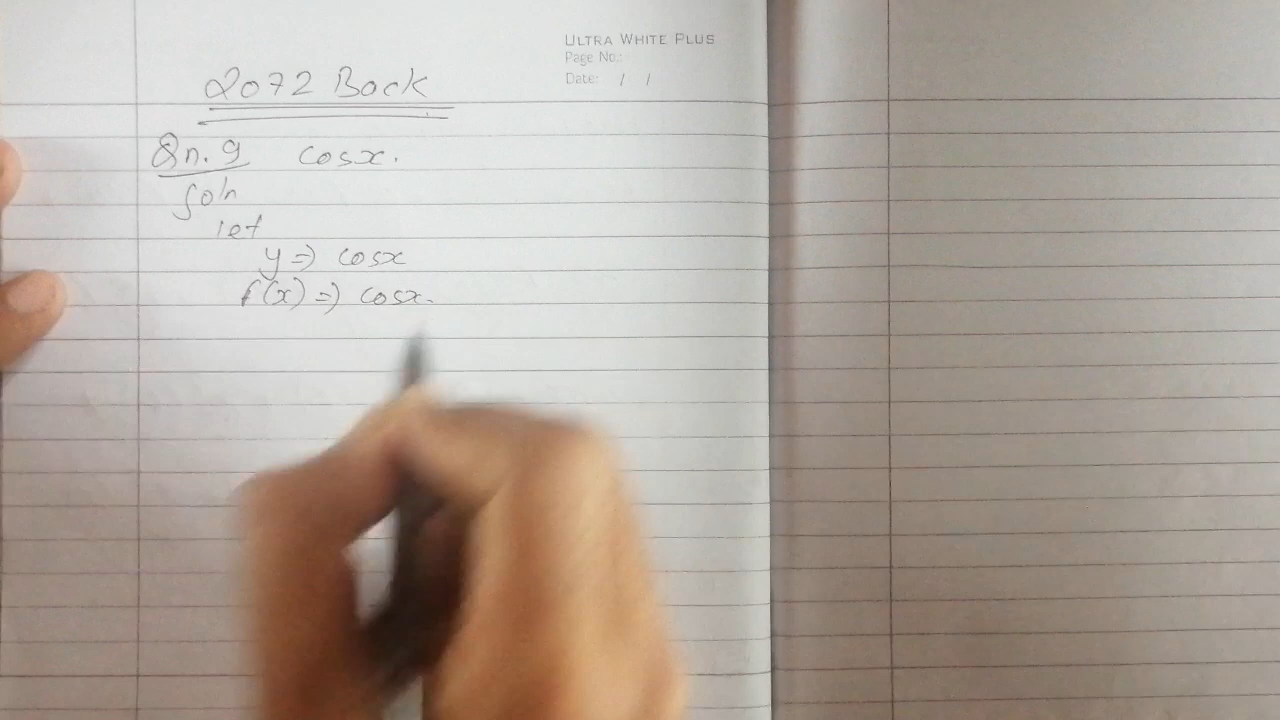 ULTRA WHITE PLUS
Page No.:
Date: / /
2072 Back
Qn. 9 cosx.
Soln
let
y => cosx
f(x) => cosx.